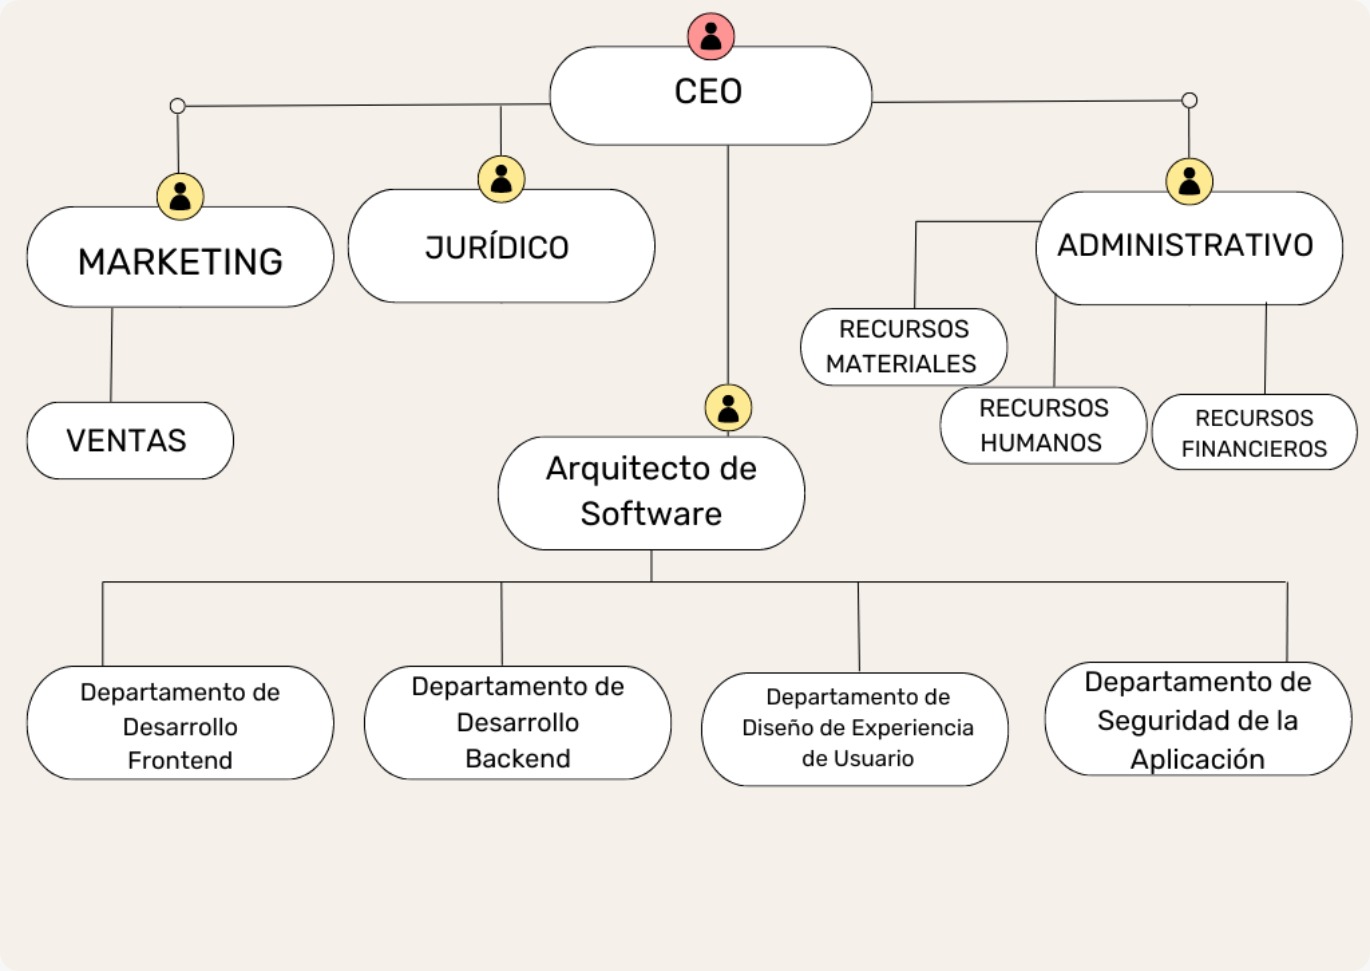 CEO
MARKETING
JURÍDICO
ADMINISTRATIVO
RECURSOS
MATERIALES
RECURSOS
HUMANOS
RECURSOS
FINANCIEROS
VENTAS
Arquitecto de
Software
Departamento de
Desarrollo
Frontend
Departamento de
Desarrollo
Backend
Departamento de
Diseño de Experiencia
de Usuario
Departamento de
Seguridad de la
Aplicación